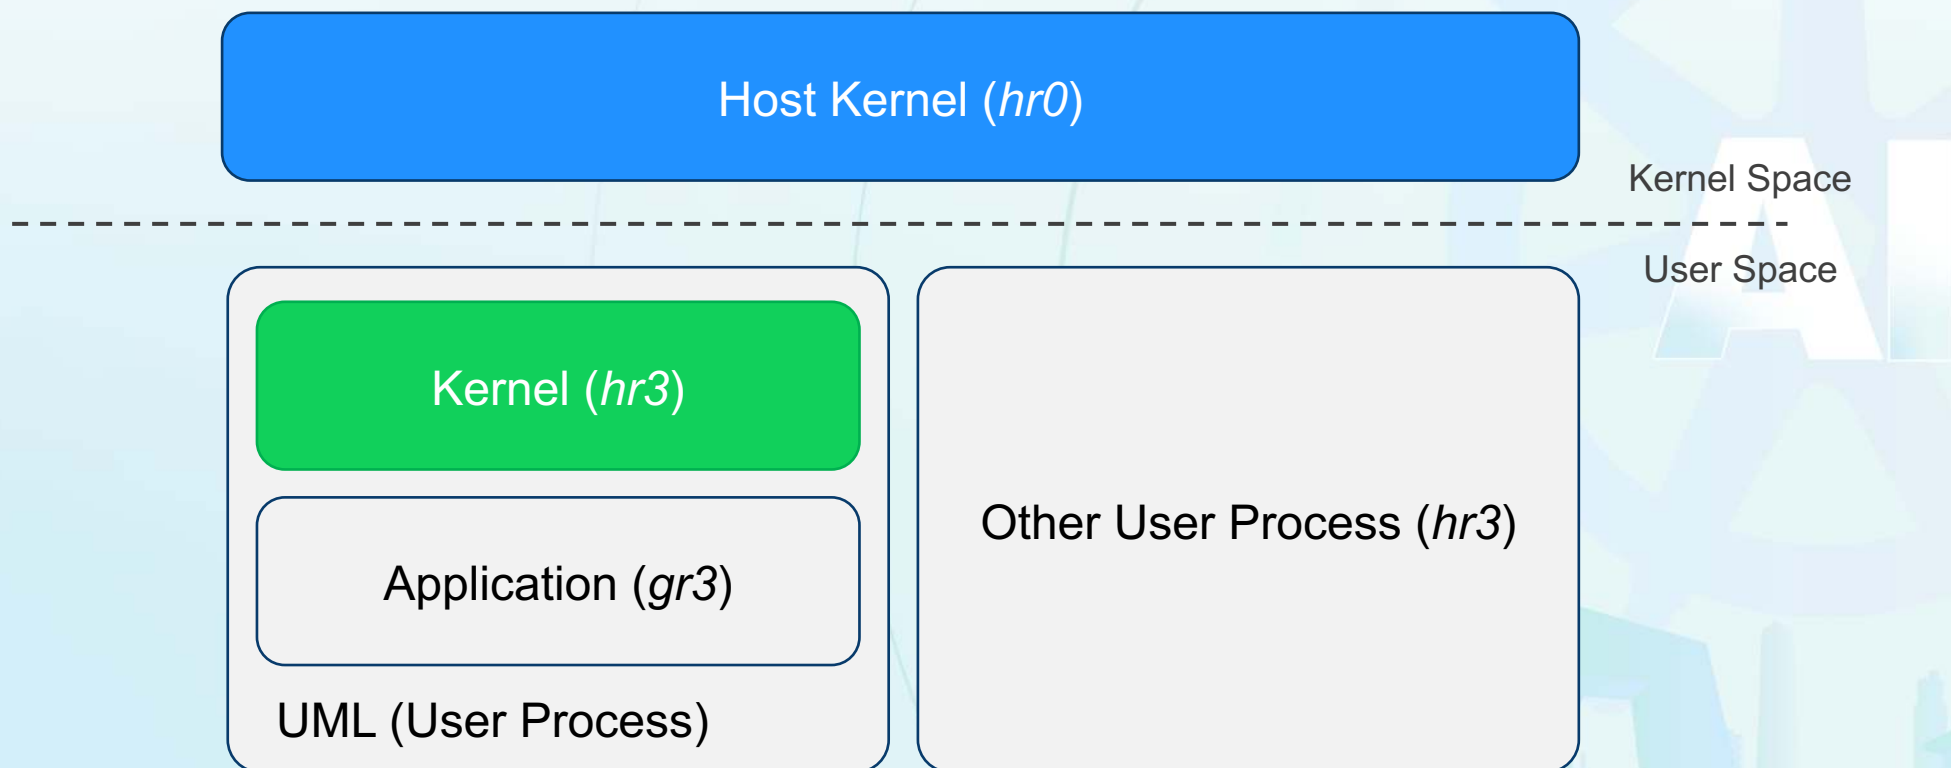 Host Kernel (hr0)
Kernel Space
User Space
Kernel (hr3)
Application (gr3)
UML (User Process)
Other User Process (hr3)